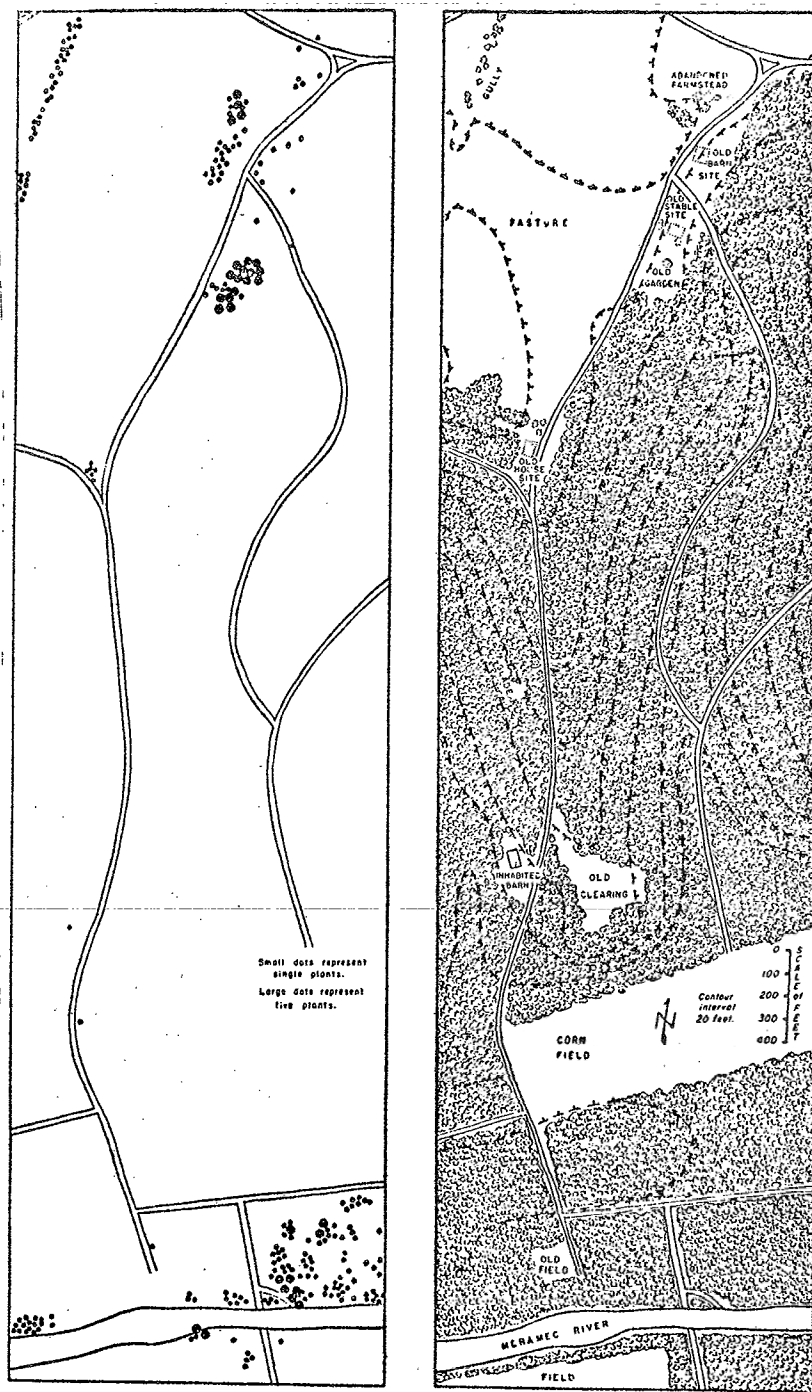 Small dots represent
single plants.
Large dots represent
five plants.
GULLY
ABANDONED
FARMSTEAD
OLD
BARN
SITE
PASTURE
OLD
STABLE
SITE
OLD
GARDEN
OLD
HOUSE
SITE
INHABITED
BARN
OLD
CLEARING
CORN
FIELD
Contour
interval
20 feet.
N
0
100
200
300
400
SCALE of FEET
OLD
FIELD
MERAMEC RIVER
FIELD